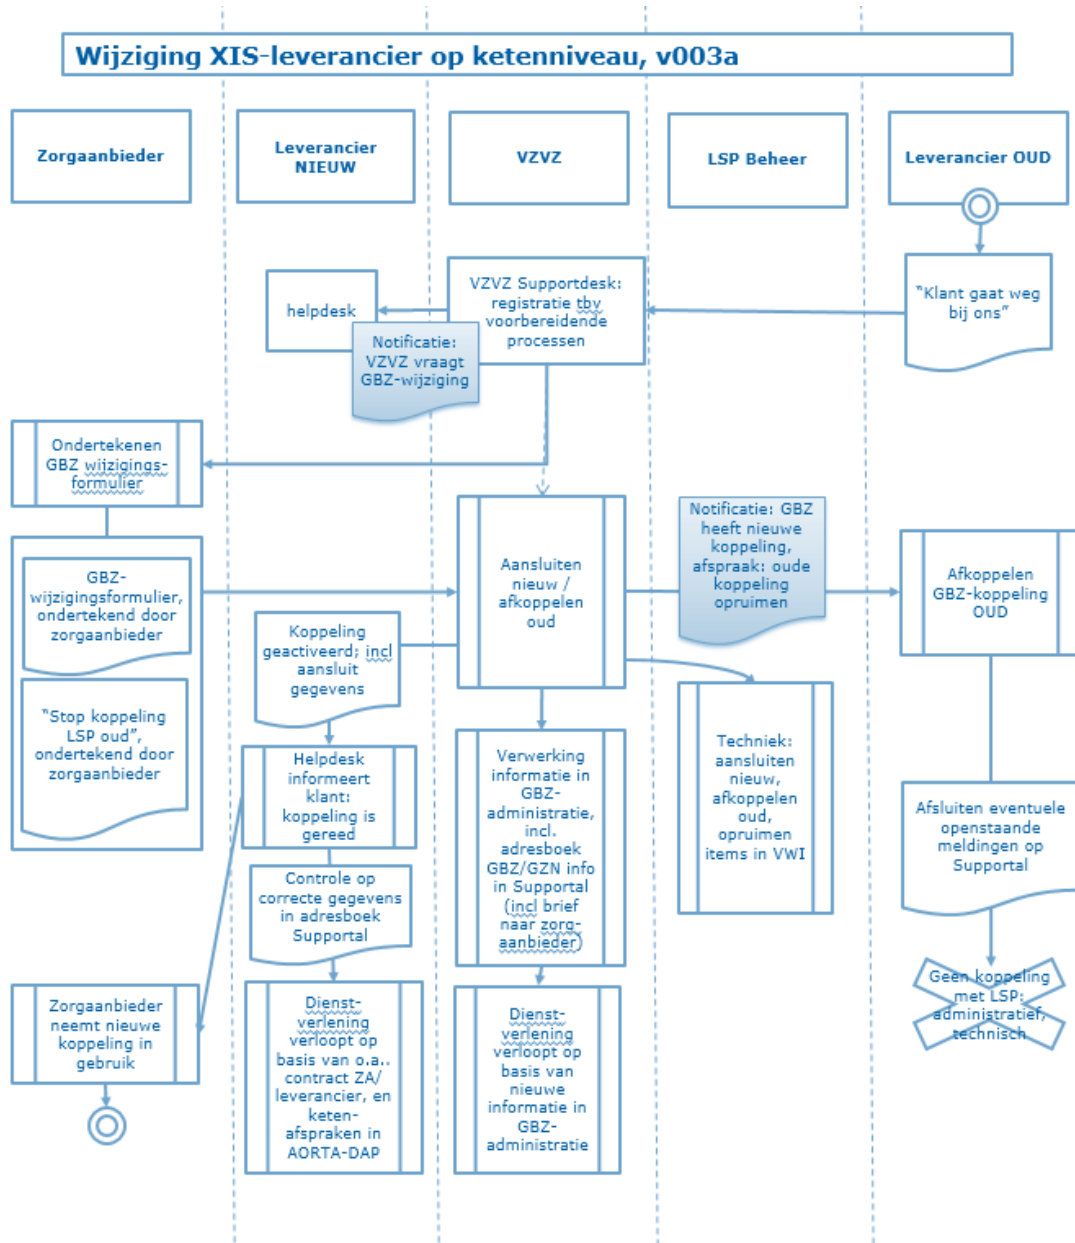 Wijziging XIS-leverancier op ketenniveau, v003a
Zorgaanbieder
Leverancier
NIEUW
VZVZ
LSP Beheer
Leverancier OUD
"Klant gaat weg
bij ons"
VZVZ Supportdesk:
registratie tbv
voorbereidende
processen
helpdesk
Notificatie:
VZVZ vraagt
GBZ-wijziging
Ondertekenen
GBZ wijzigings-
formulier
GBZ-
wijzigingsformulier,
ondertekend door
zorgaanbieder
"Stop koppeling
LSP oud",
ondertekend door
zorgaanbieder
Aansluiten
nieuw /
afkoppelen
oud
Notificatie: GBZ
heeft nieuwe
koppeling,
afspraak: oude
koppeling
opruimen
Afkoppelen
GBZ-koppeling
OUD
Koppeling
geactiveerd; incl
aansluit
gegevens
Helpdesk
informeert
klant:
koppeling is
gereed
Controle op
correcte gegevens
in adresboek
Supportal
Verwerking
informatie in
GBZ-
administratie,
incl.
adresboek
GBZ/GZN info
in Supportal
(incl brief
naar zorg-
aanbieder)
Techniek:
aansluiten
nieuw,
afkoppelen
oud,
opruimen
items in VWI
Afsluiten eventuele
openstaande
meldingen op
Supportal
Geen koppeling
met LSP:
administratief,
technisch
Zorgaanbieder
neemt nieuwe
koppeling in
gebruik
Dienst-
verlening
verloopt op
basis van o.a..
contract ZA/
leverancier, en
keten-
afspraken in
AORTA-DAP
Dienst-
verlening
verloopt op
basis van
nieuwe
informatie in
GBZ-
administratie